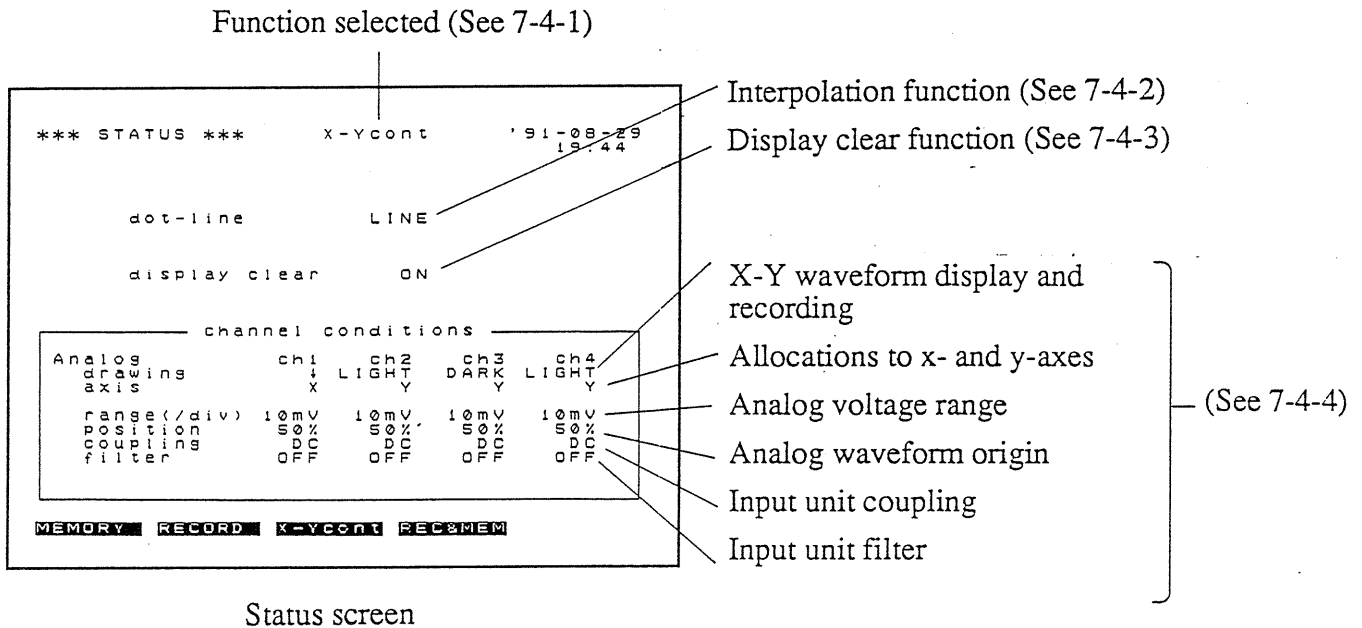 Function selected (See 7-4-1)
*** STATUS *** X-Ycont '91-08-29
19:44
dot-line LINE
display clear ON
channel conditions
Analog ch1 ch2 ch3 ch4
drawing ↓ LIGHT DARK LIGHT
axis X Y Y Y
range(/div) 10mV 10mV 10mV 10mV
position 50% 50% 50% 50%
coupling DC DC DC DC
filter OFF OFF OFF OFF
MEMORY RECORD X-Ycont REC&MEM
Interpolation function (See 7-4-2)
Display clear function (See 7-4-3)
X-Y waveform display and
recording
Allocations to x- and y-axes
Analog voltage range
Analog waveform origin
Input unit coupling
Input unit filter
(See 7-4-4)
Status screen